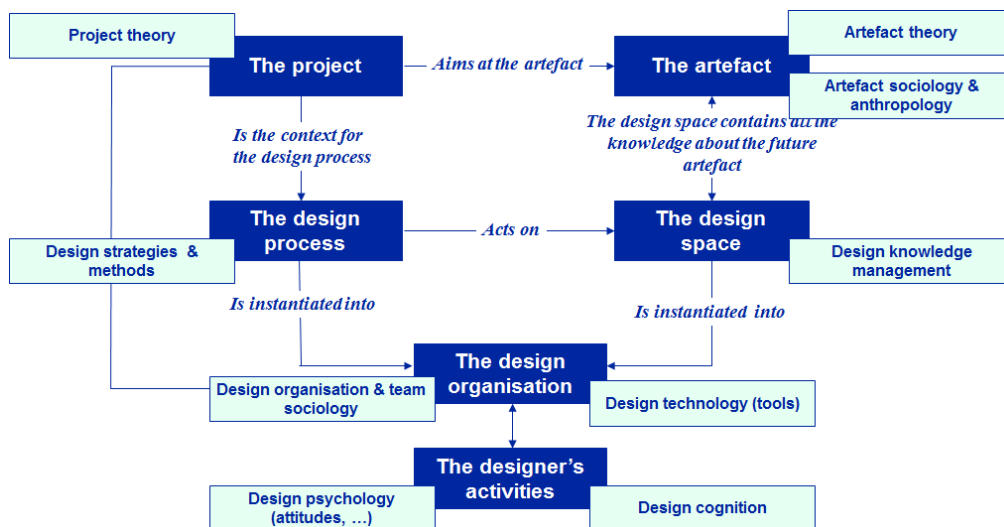 Project theory
The project
Aims at the artefact
The artefact
Artefact theory
Artefact sociology &
anthropology
Is the context for
the design process
The design space contains all the
knowledge about the future
artefact
The design
process
Acts on
The design
space
Design strategies &
methods
Design knowledge
management
Is instantiated into
Is instantiated into
The design
organisation
Design organisation & team
sociology
Design technology (tools)
The designer's
activities
Design psychology
(attitudes, ...)
Design cognition